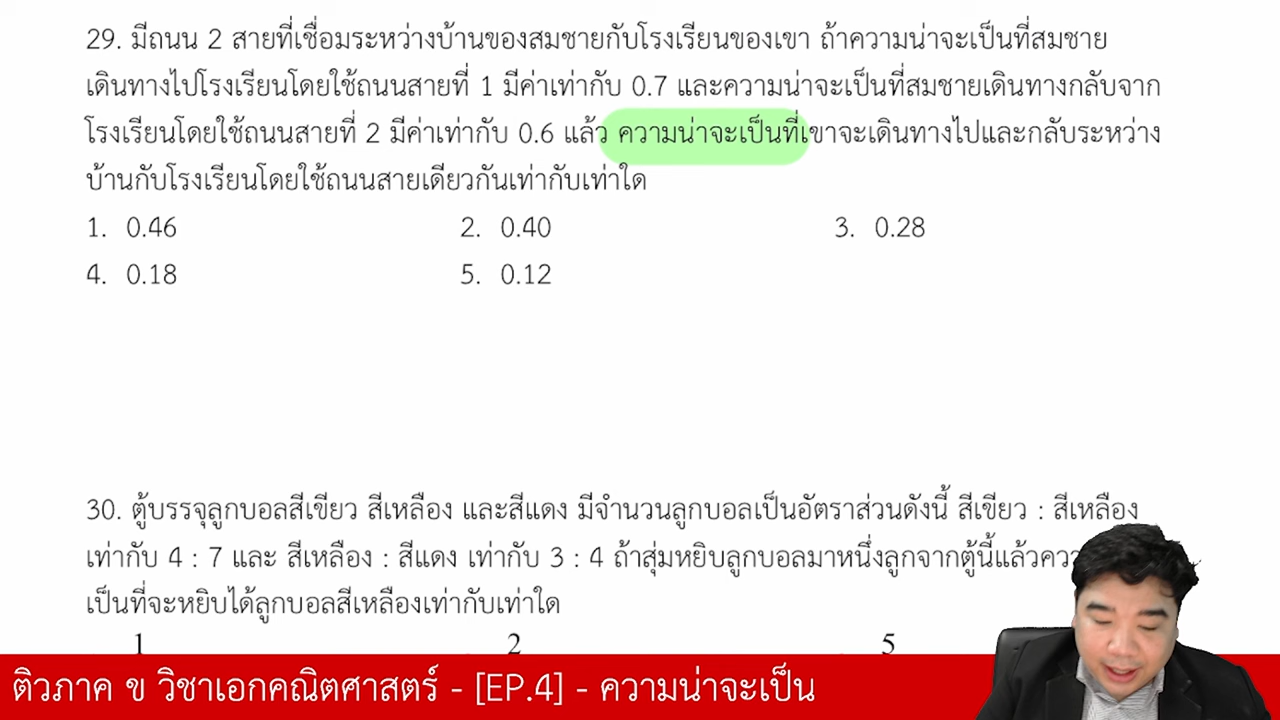 29. มีถนน 2 สายที่เชื่อมระหว่างบ้านของสมชายกับโรงเรียนของเขา ถ้าความน่าจะเป็นที่สมชาย
เดินทางไปโรงเรียนโดยใช้ถนนสายที่ 1 มีค่าเท่ากับ 0.7 และความน่าจะเป็นที่สมชายเดินทางกลับจาก
โรงเรียนโดยใช้ถนนสายที่ 2 มีค่าเท่ากับ 0.6 แล้ว ความน่าจะเป็นที่เขาจะเดินทางไปและกลับระหว่าง
บ้านกับโรงเรียนโดยใช้ถนนสายเดียวกันเท่ากับเท่าใด
1. 0.46 2. 0.40 3. 0.28
4. 0.18 5. 0.12
30. ตู้บรรจุลูกบอลสีเขียว สีเหลือง และสีแดง มีจำนวนลูกบอลเป็นอัตราส่วนดังนี้ สีเขียว : สีเหลือง
เท่ากับ 4 : 7 และ สีเหลือง : สีแดง เท่ากับ 3 : 4 ถ้าสุ่มหยิบลูกบอลมาหนึ่งลูกจากตู้นี้แล้ว
เป็นที่จะหยิบได้ลูกบอลสีเหลืองเท่ากับเท่าใด
1 2 5
ติวภาค ข วิชาเอกคณิตศาสตร์ - [EP.4] - ความน่าจะเป็น